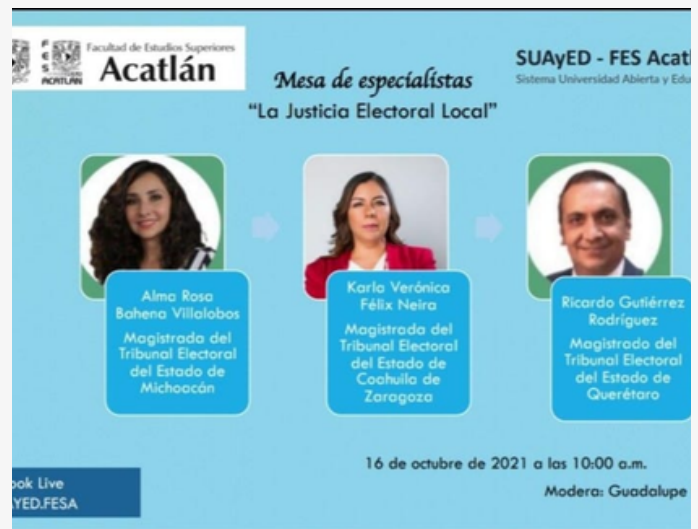 FES
ACATLÁN
Facultad de Estudios Superiores
Acatlán
SUAyED - FES Acatl
Sistema Universidad Abierta y Edu
Mesa de especialistas
“La Justicia Electoral Local”
Alma Rosa
Bahena Villalobos
Magistrada del
Tribunal Electoral
del Estado de
Michoacán
Karla Verónica
Félix Neira
Magistrada del
Tribunal Electoral
del Estado de
Coahuila de
Zaragoza
Ricardo Gutiérrez
Rodríguez
Magistrado del
Tribunal Electoral
del Estado de
Querétaro
16 de octubre de 2021 a las 10:00 a.m.
Modera: Guadalupe
ook Live
YED.FESA